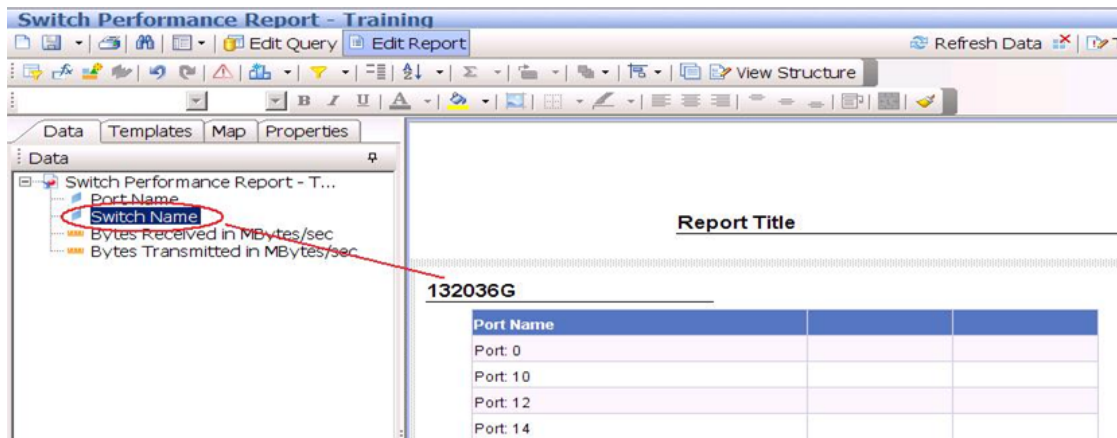 Switch Performance Report - Training
Edit Query Edit Report Refresh Data
Σ View Structure
B I U A
Data Templates Map Properties
Data
Switch Performance Report - T...
Port Name
Switch Name
Bytes Received in MBytes/sec
Bytes Transmitted in MBytes/sec
Report Title
132036G
Port Name
Port: 0
Port: 10
Port: 12
Port: 14